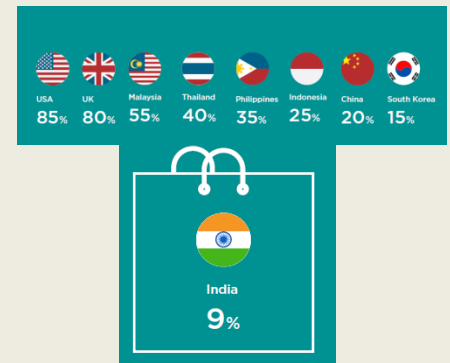 USA UK Malaysia Thailand Philippines Indonesia China South Korea
85% 80% 55% 40% 35% 25% 20% 15%
India
9%